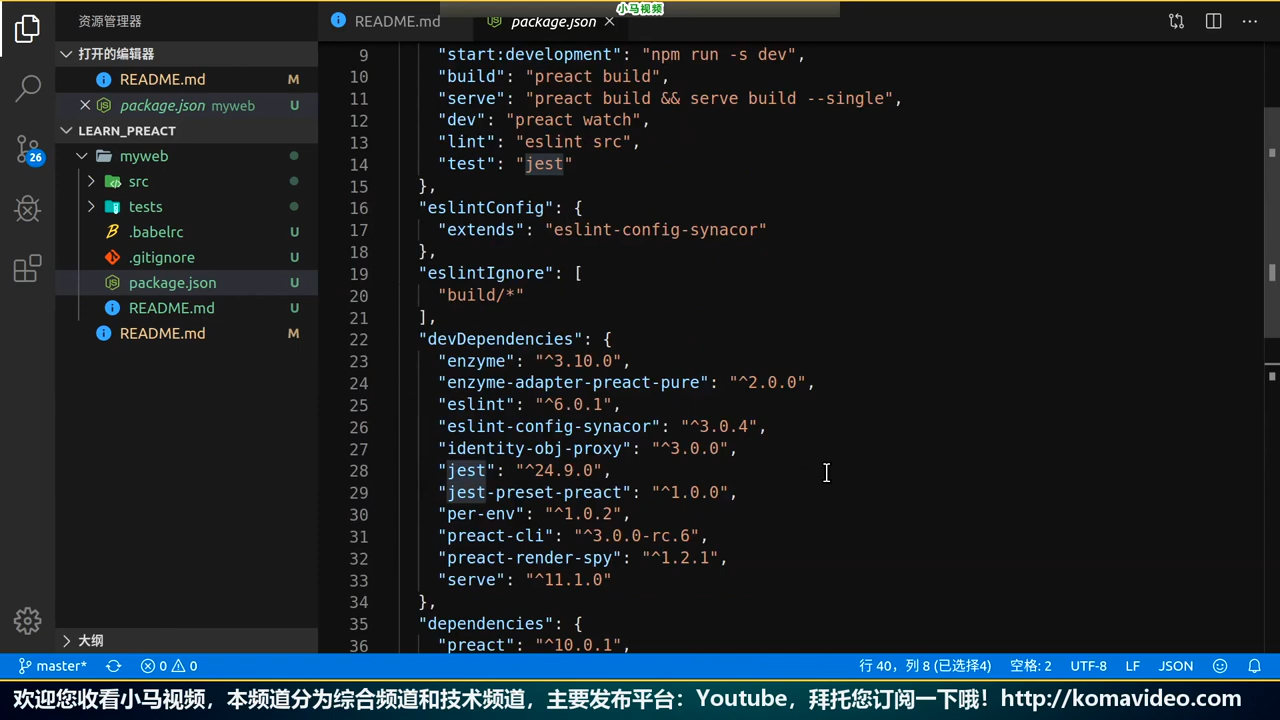 小马视频
资源管理器
README.md
package.json
打开的编辑器
README.md M
package.json myweb U
LEARN_PREACT
myweb
src
tests
.babelrc U
.gitignore U
package.json U
README.md U
README.md M
大纲
26
9 "start:development": "npm run -s dev",
10 "build": "preact build",
11 "serve": "preact build && serve build --single",
12 "dev": "preact watch",
13 "lint": "eslint src",
14 "test": "jest"
15 },
16 "eslintConfig": {
17 "extends": "eslint-config-synacor"
18 },
19 "eslintIgnore": [
20 "build/*"
21 ],
22 "devDependencies": {
23 "enzyme": "^3.10.0",
24 "enzyme-adapter-preact-pure": "^2.0.0",
25 "eslint": "^6.0.1",
26 "eslint-config-synacor": "^3.0.4",
27 "identity-obj-proxy": "^3.0.0",
28 "jest": "^24.9.0",
29 "jest-preset-preact": "^1.0.0",
30 "per-env": "^1.0.2",
31 "preact-cli": "^3.0.0-rc.6",
32 "preact-render-spy": "^1.2.1",
33 "serve": "^11.1.0"
34 },
35 "dependencies": {
36 "preact": "^10.0.1",
master* 0 0 行 40，列 8 (已选择4) 空格: 2 UTF-8 LF JSON
欢迎您收看小马视频，本频道分为综合频道和技术频道，主要发布平台：Youtube，拜托您订阅一下哦！http://komavideo.com